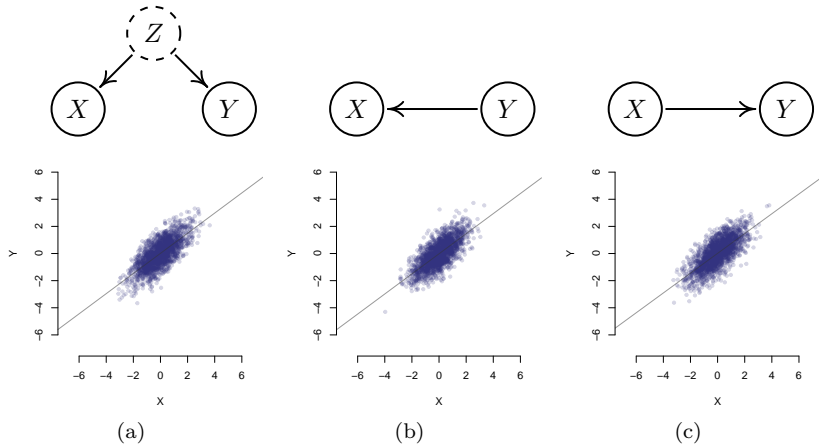 Z
X Y X Y X Y
6 6 6
4 4 4
2 2 2
Y 0 Y 0 Y 0
−2 −2 −2
−4 −4 −4
−6 −6 −6
−6 −4 −2 0 2 4 6 −6 −4 −2 0 2 4 6 −6 −4 −2 0 2 4 6
X X X
(a) (b) (c)